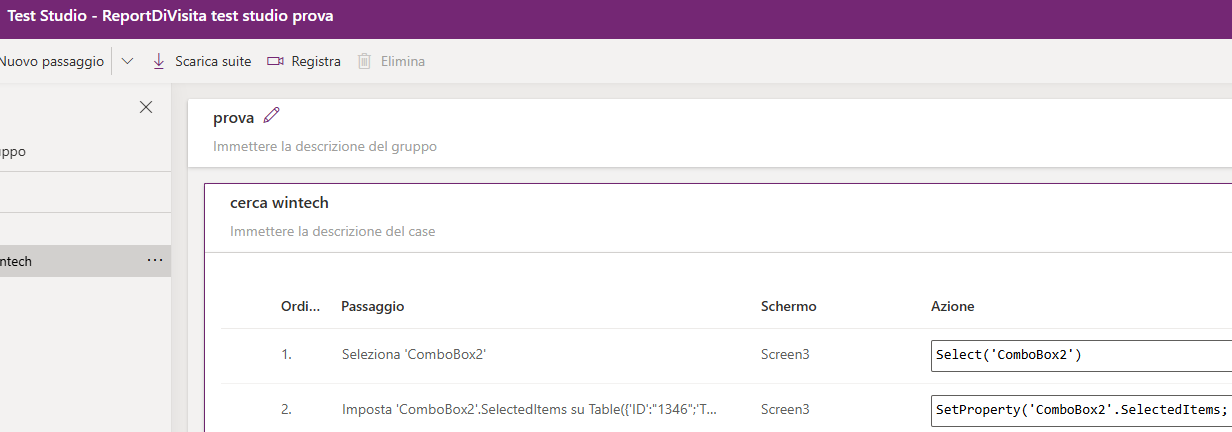 Test Studio - ReportDiVisita test studio prova
Nuovo passaggio Scarica suite Registra Elimina
prova
Immettere la descrizione del gruppo
uppo
cerca wintech
Immettere la descrizione del case
ntech ...
Ordi... Passaggio Schermo Azione
1. Seleziona 'ComboBox2' Screen3 Select('ComboBox2')
2. Imposta 'ComboBox2'.SelectedItems su Table({'ID':"1346";'T... Screen3 SetProperty('ComboBox2'.SelectedItems;